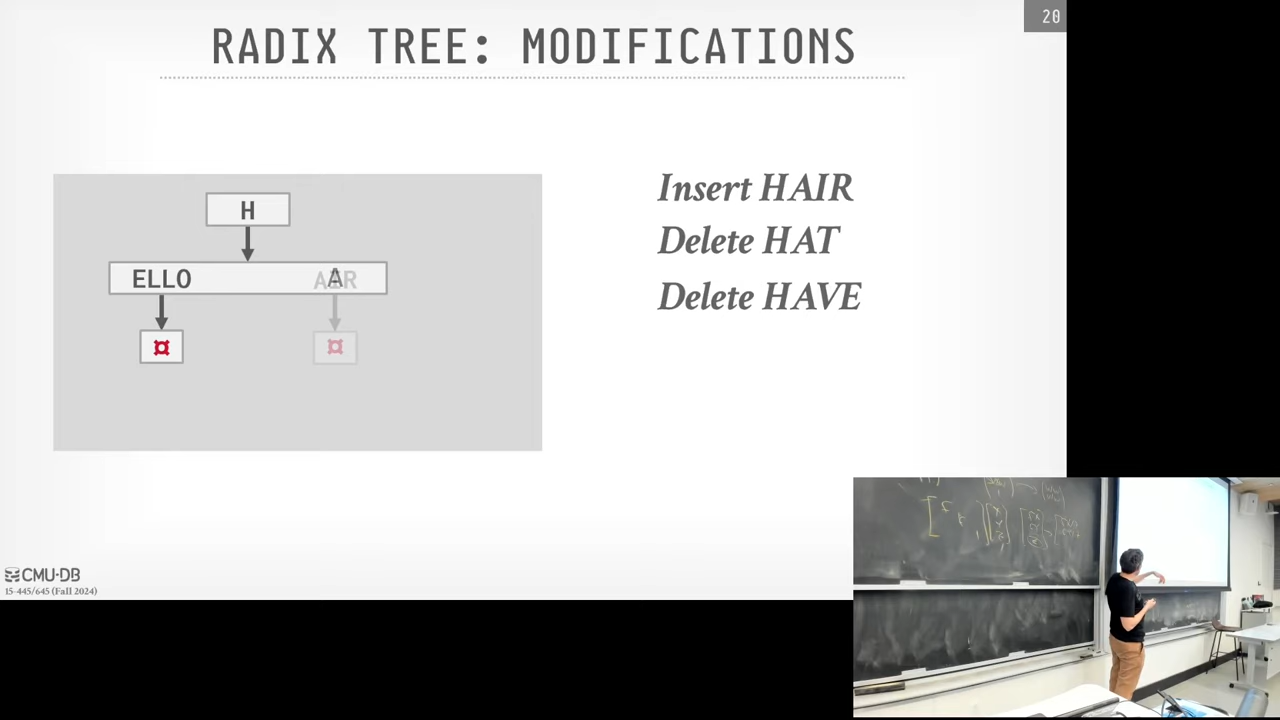 20
RADIX TREE: MODIFICATIONS
H
ELLO
A
¤ ¤
Insert HAIR
Delete HAT
Delete HAVE
CMU·DB
15-445/645 (Fall 2024)